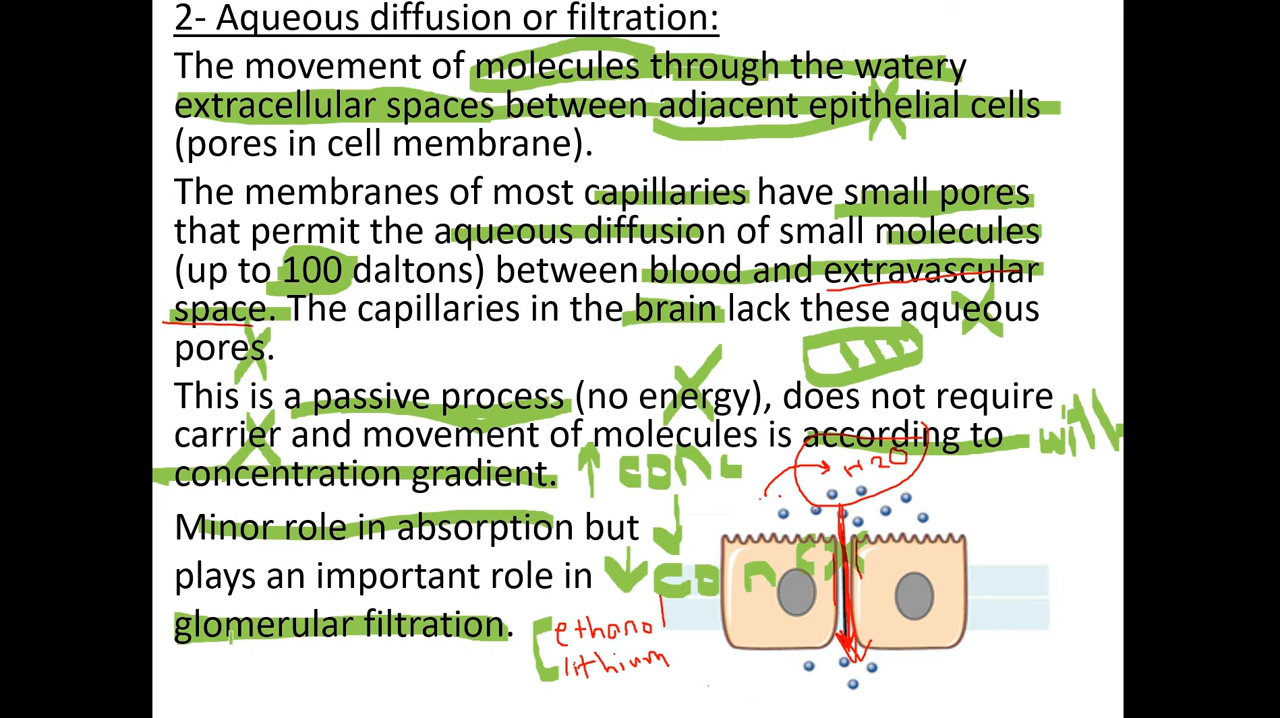 2- Aqueous diffusion or filtration:
The movement of molecules through the watery
extracellular spaces between adjacent epithelial cells
(pores in cell membrane).
The membranes of most capillaries have small pores
that permit the aqueous diffusion of small molecules
(up to 100 daltons) between blood and extravascular
space. The capillaries in the brain lack these aqueous
pores.
This is a passive process (no energy), does not require
carrier and movement of molecules is according to with
concentration gradient. ↑ conc
H2O
Minor role in absorption but
plays an important role in ↓ conc
glomerular filtration.
ethanol
lithium